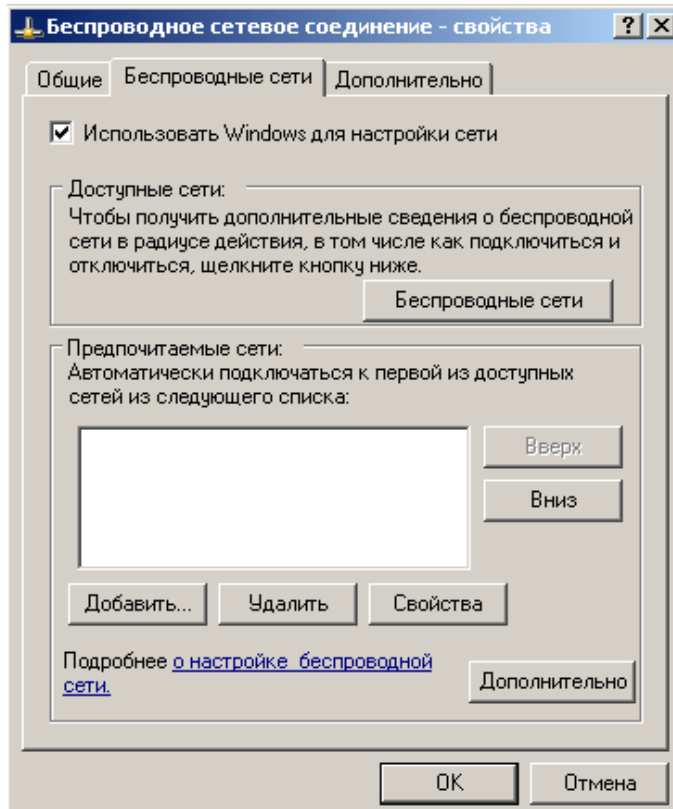 Беспроводное сетевое соединение - свойства
Общие
Беспроводные сети
Дополнительно
Использовать Windows для настройки сети
Доступные сети:
Чтобы получить дополнительные сведения о беспроводной
сети в радиусе действия, в том числе как подключиться и
отключиться, щелкните кнопку ниже.
Беспроводные сети
Предпочитаемые сети:
Автоматически подключаться к первой из доступных
сетей из следующего списка:
Вверх
Вниз
Добавить...
Удалить
Свойства
Подробнее о настройке беспроводной
сети.
Дополнительно
OK
Отмена